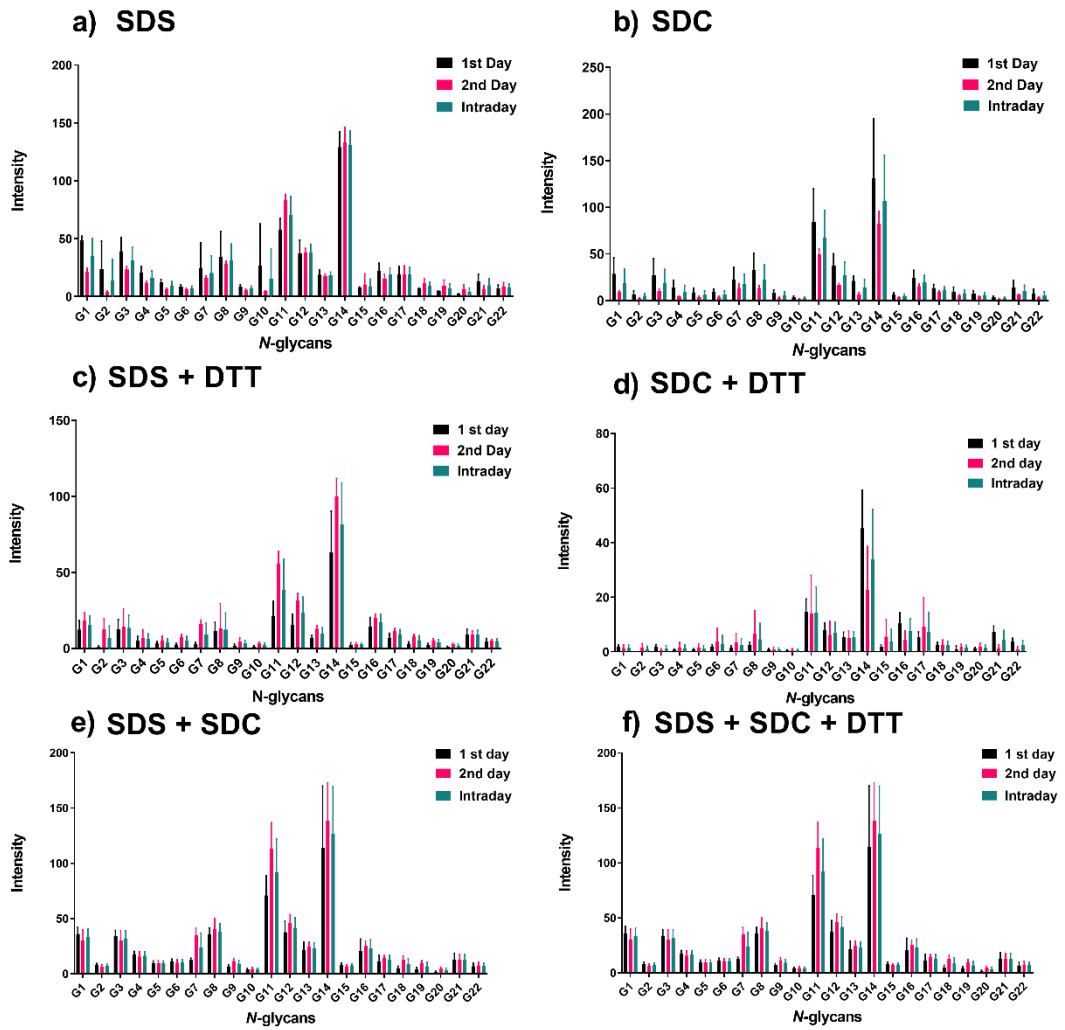 a) SDS
200
150
100
50
0
Intensity
1st Day
2nd Day
Intraday
G1 G2 G3 G4 G5 G6 G7 G8 G9 G10 G11 G12 G13 G14 G15 G16 G17 G18 G19 G20 G21 G22
N-glycans
b) SDC
250
200
150
100
50
0
Intensity
1st Day
2nd Day
Intraday
G1 G2 G3 G4 G5 G6 G7 G8 G9 G10 G11 G12 G13 G14 G15 G16 G17 G18 G19 G20 G21 G22
N-glycans
c) SDS + DTT
150
100
50
0
Intensity
1 st day
2nd Day
Intraday
G1 G2 G3 G4 G5 G6 G7 G8 G9 G10 G11 G12 G13 G14 G15 G16 G17 G18 G19 G20 G21 G22
N-glycans
d) SDC + DTT
80
60
40
20
0
Intensity
1 st day
2nd day
Intraday
G1 G2 G3 G4 G5 G6 G7 G8 G9 G10 G11 G12 G13 G14 G15 G16 G17 G18 G19 G20 G21 G22
N-glycans
e) SDS + SDC
200
150
100
50
0
Intensity
1 st day
2nd day
Intraday
G1 G2 G3 G4 G5 G6 G7 G8 G9 G10 G11 G12 G13 G14 G15 G16 G17 G18 G19 G20 G21 G22
N-glycans
f) SDS + SDC + DTT
200
150
100
50
0
Intensity
1 st day
2nd day
Intraday
G1 G2 G3 G4 G5 G6 G7 G8 G9 G10 G11 G12 G13 G14 G15 G16 G17 G18 G19 G20 G21 G22
N-glycans